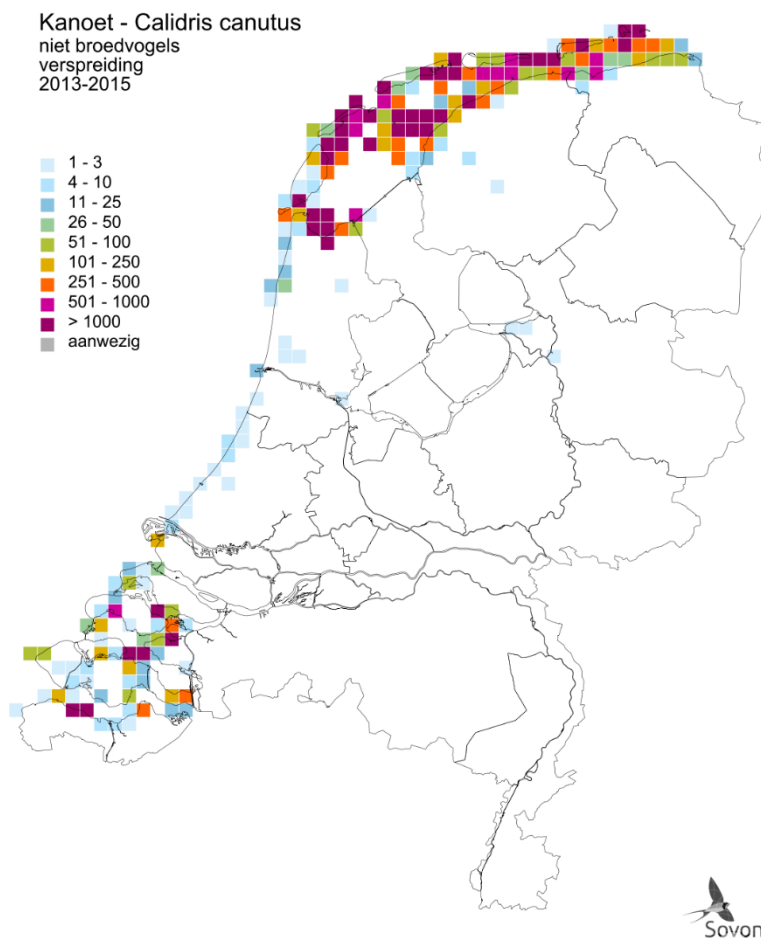 Kanoet - Calidris canutus
niet broedvogels
verspreiding
2013-2015
1 - 3
4 - 10
11 - 25
26 - 50
51 - 100
101 - 250
251 - 500
501 - 1000
> 1000
aanwezig
Sovon